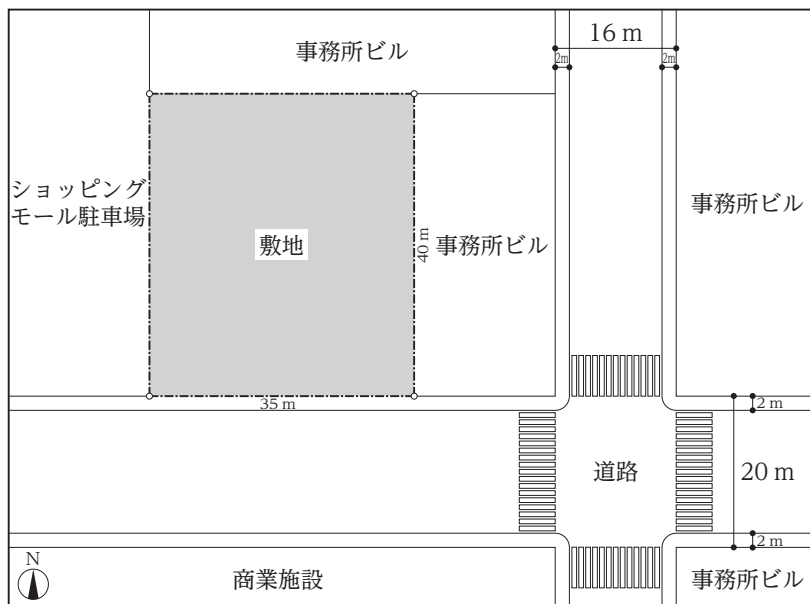 事務所ビル
16 m
2m
2m
ショッピング
モール駐車場
敷地
40 m
事務所ビル
事務所ビル
35 m
2 m
道路
20 m
2 m
N
商業施設
事務所ビル